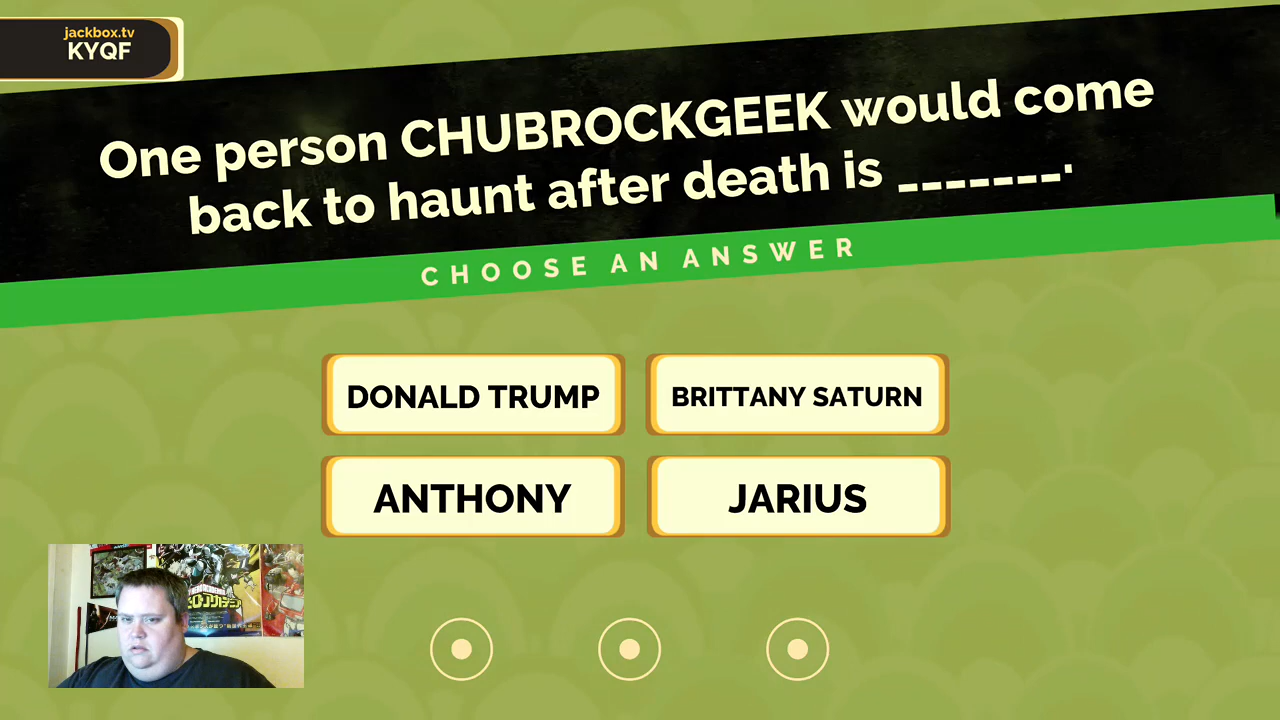 jackbox.tv
KYQF
One person CHUBROCKGEEK would come
back to haunt after death is _______.
CHOOSE AN ANSWER
DONALD TRUMP
BRITTANY SATURN
ANTHONY
JARIUS